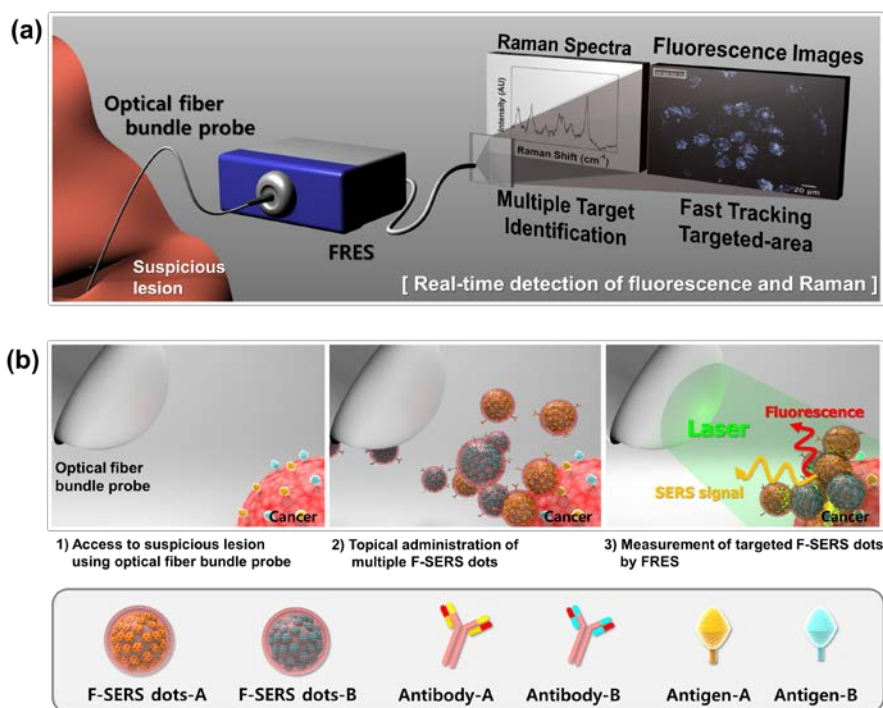 (a)
Optical fiber
bundle probe
FRES
Suspicious
lesion
Raman Spectra
Fluorescence Images
Intensity (AU)
Raman Shift (cm⁻¹)
20 μm
Multiple Target
Identification
Fast Tracking
Targeted-area
[ Real-time detection of fluorescence and Raman ]
(b)
Optical fiber
bundle probe
Cancer
Cancer
Laser
Fluorescence
SERS signal
Cancer
1) Access to suspicious lesion
using optical fiber bundle probe
2) Topical administration of
multiple F-SERS dots
3) Measurement of targeted F-SERS dots
by FRES
F-SERS dots-A
F-SERS dots-B
Antibody-A
Antibody-B
Antigen-A
Antigen-B